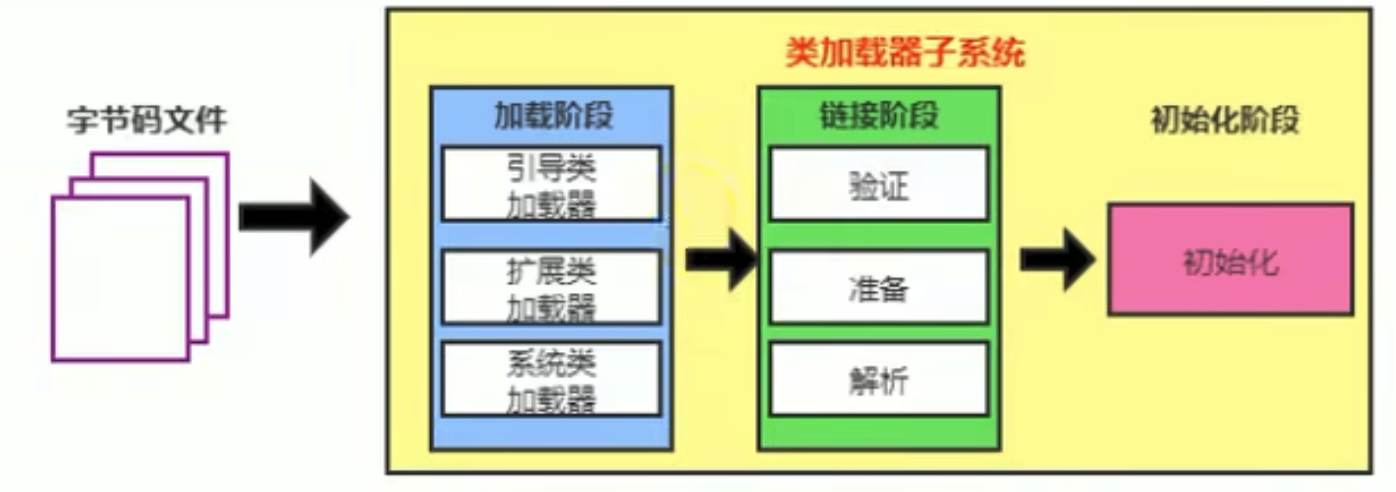 类加载器子系统
字节码文件
加载阶段
引导类
加载器
扩展类
加载器
系统类
加载器
链接阶段
验证
准备
解析
初始化阶段
初始化